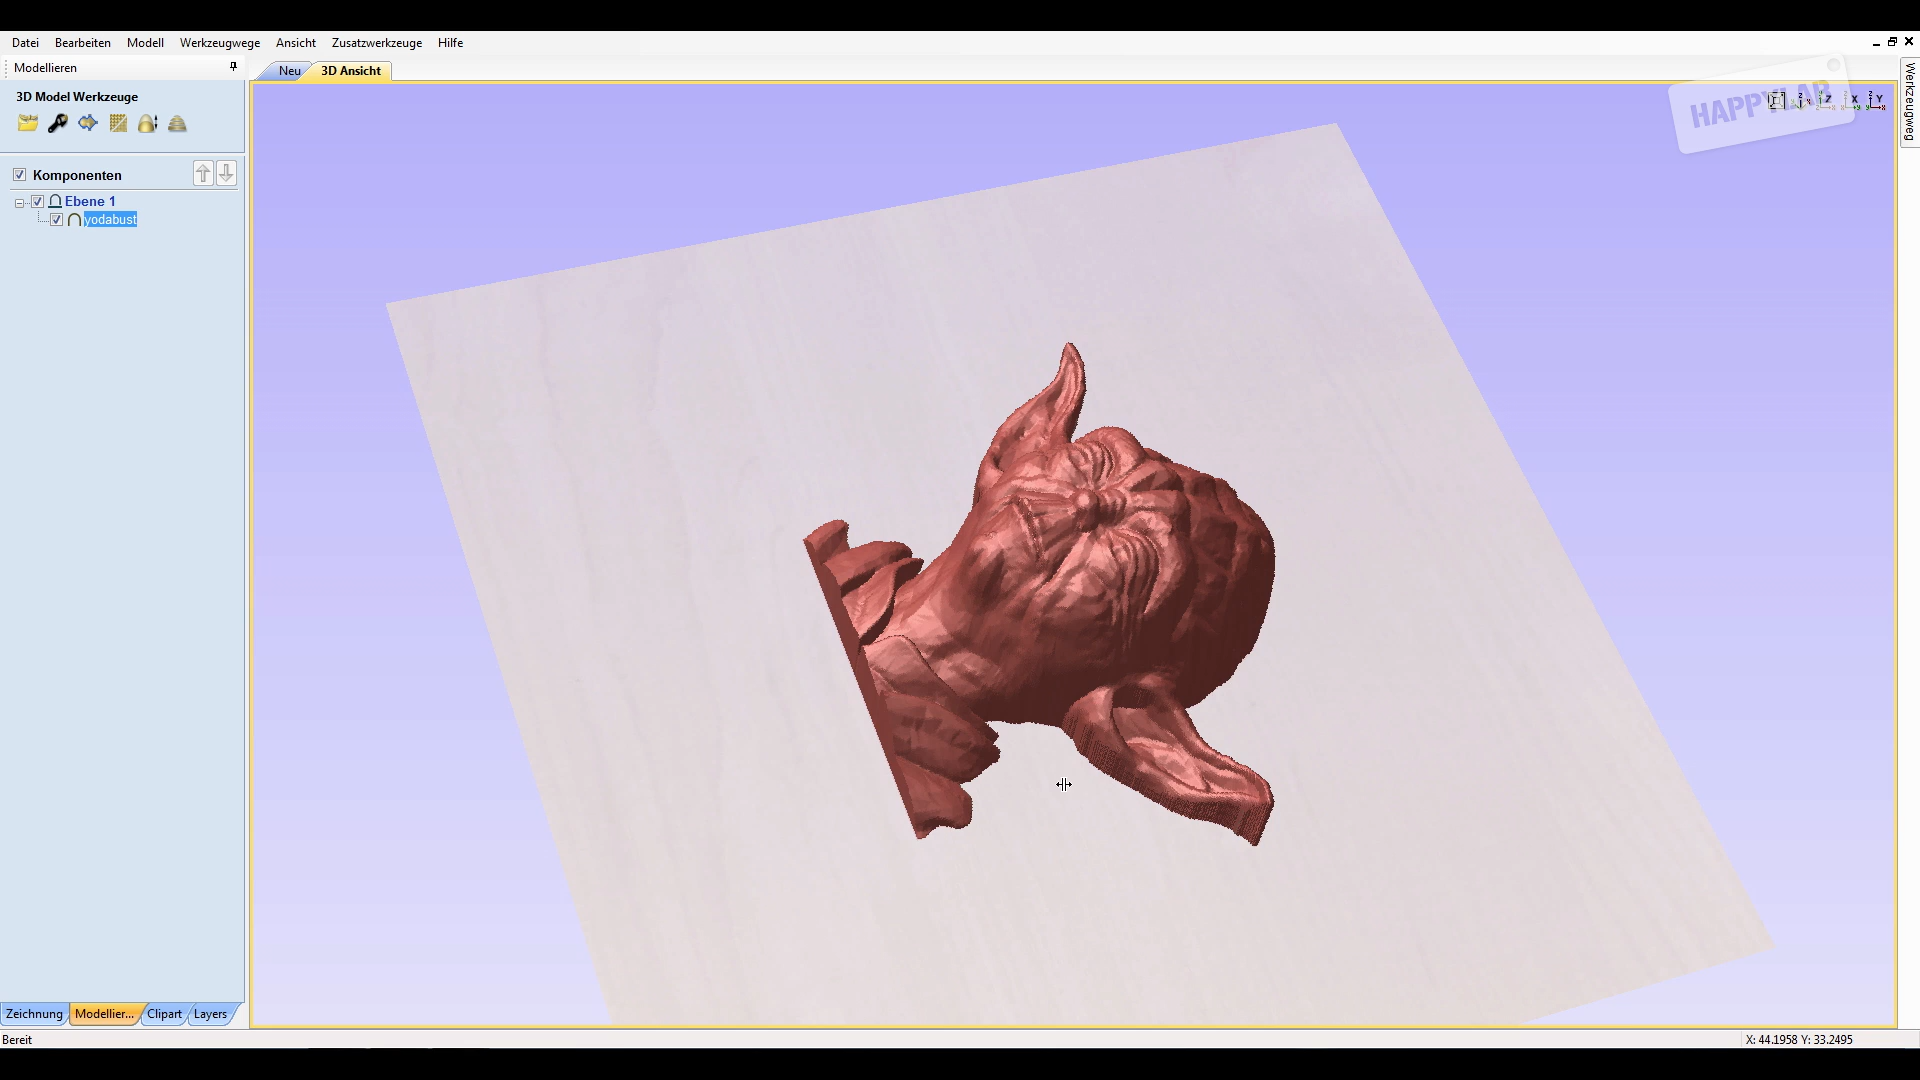 Datei Bearbeiten Modell Werkzeugwege Ansicht Zusatzwerkzeuge Hilfe
Modellieren
Neu 3D Ansicht
Werkzeugweg
3D Model Werkzeuge
HAPPYLAB
Z X Y
Komponenten
Ebene 1
yodabust
Zeichnung Modellier... Clipart Layers
Bereit
X: 44.1958 Y: 33.2495